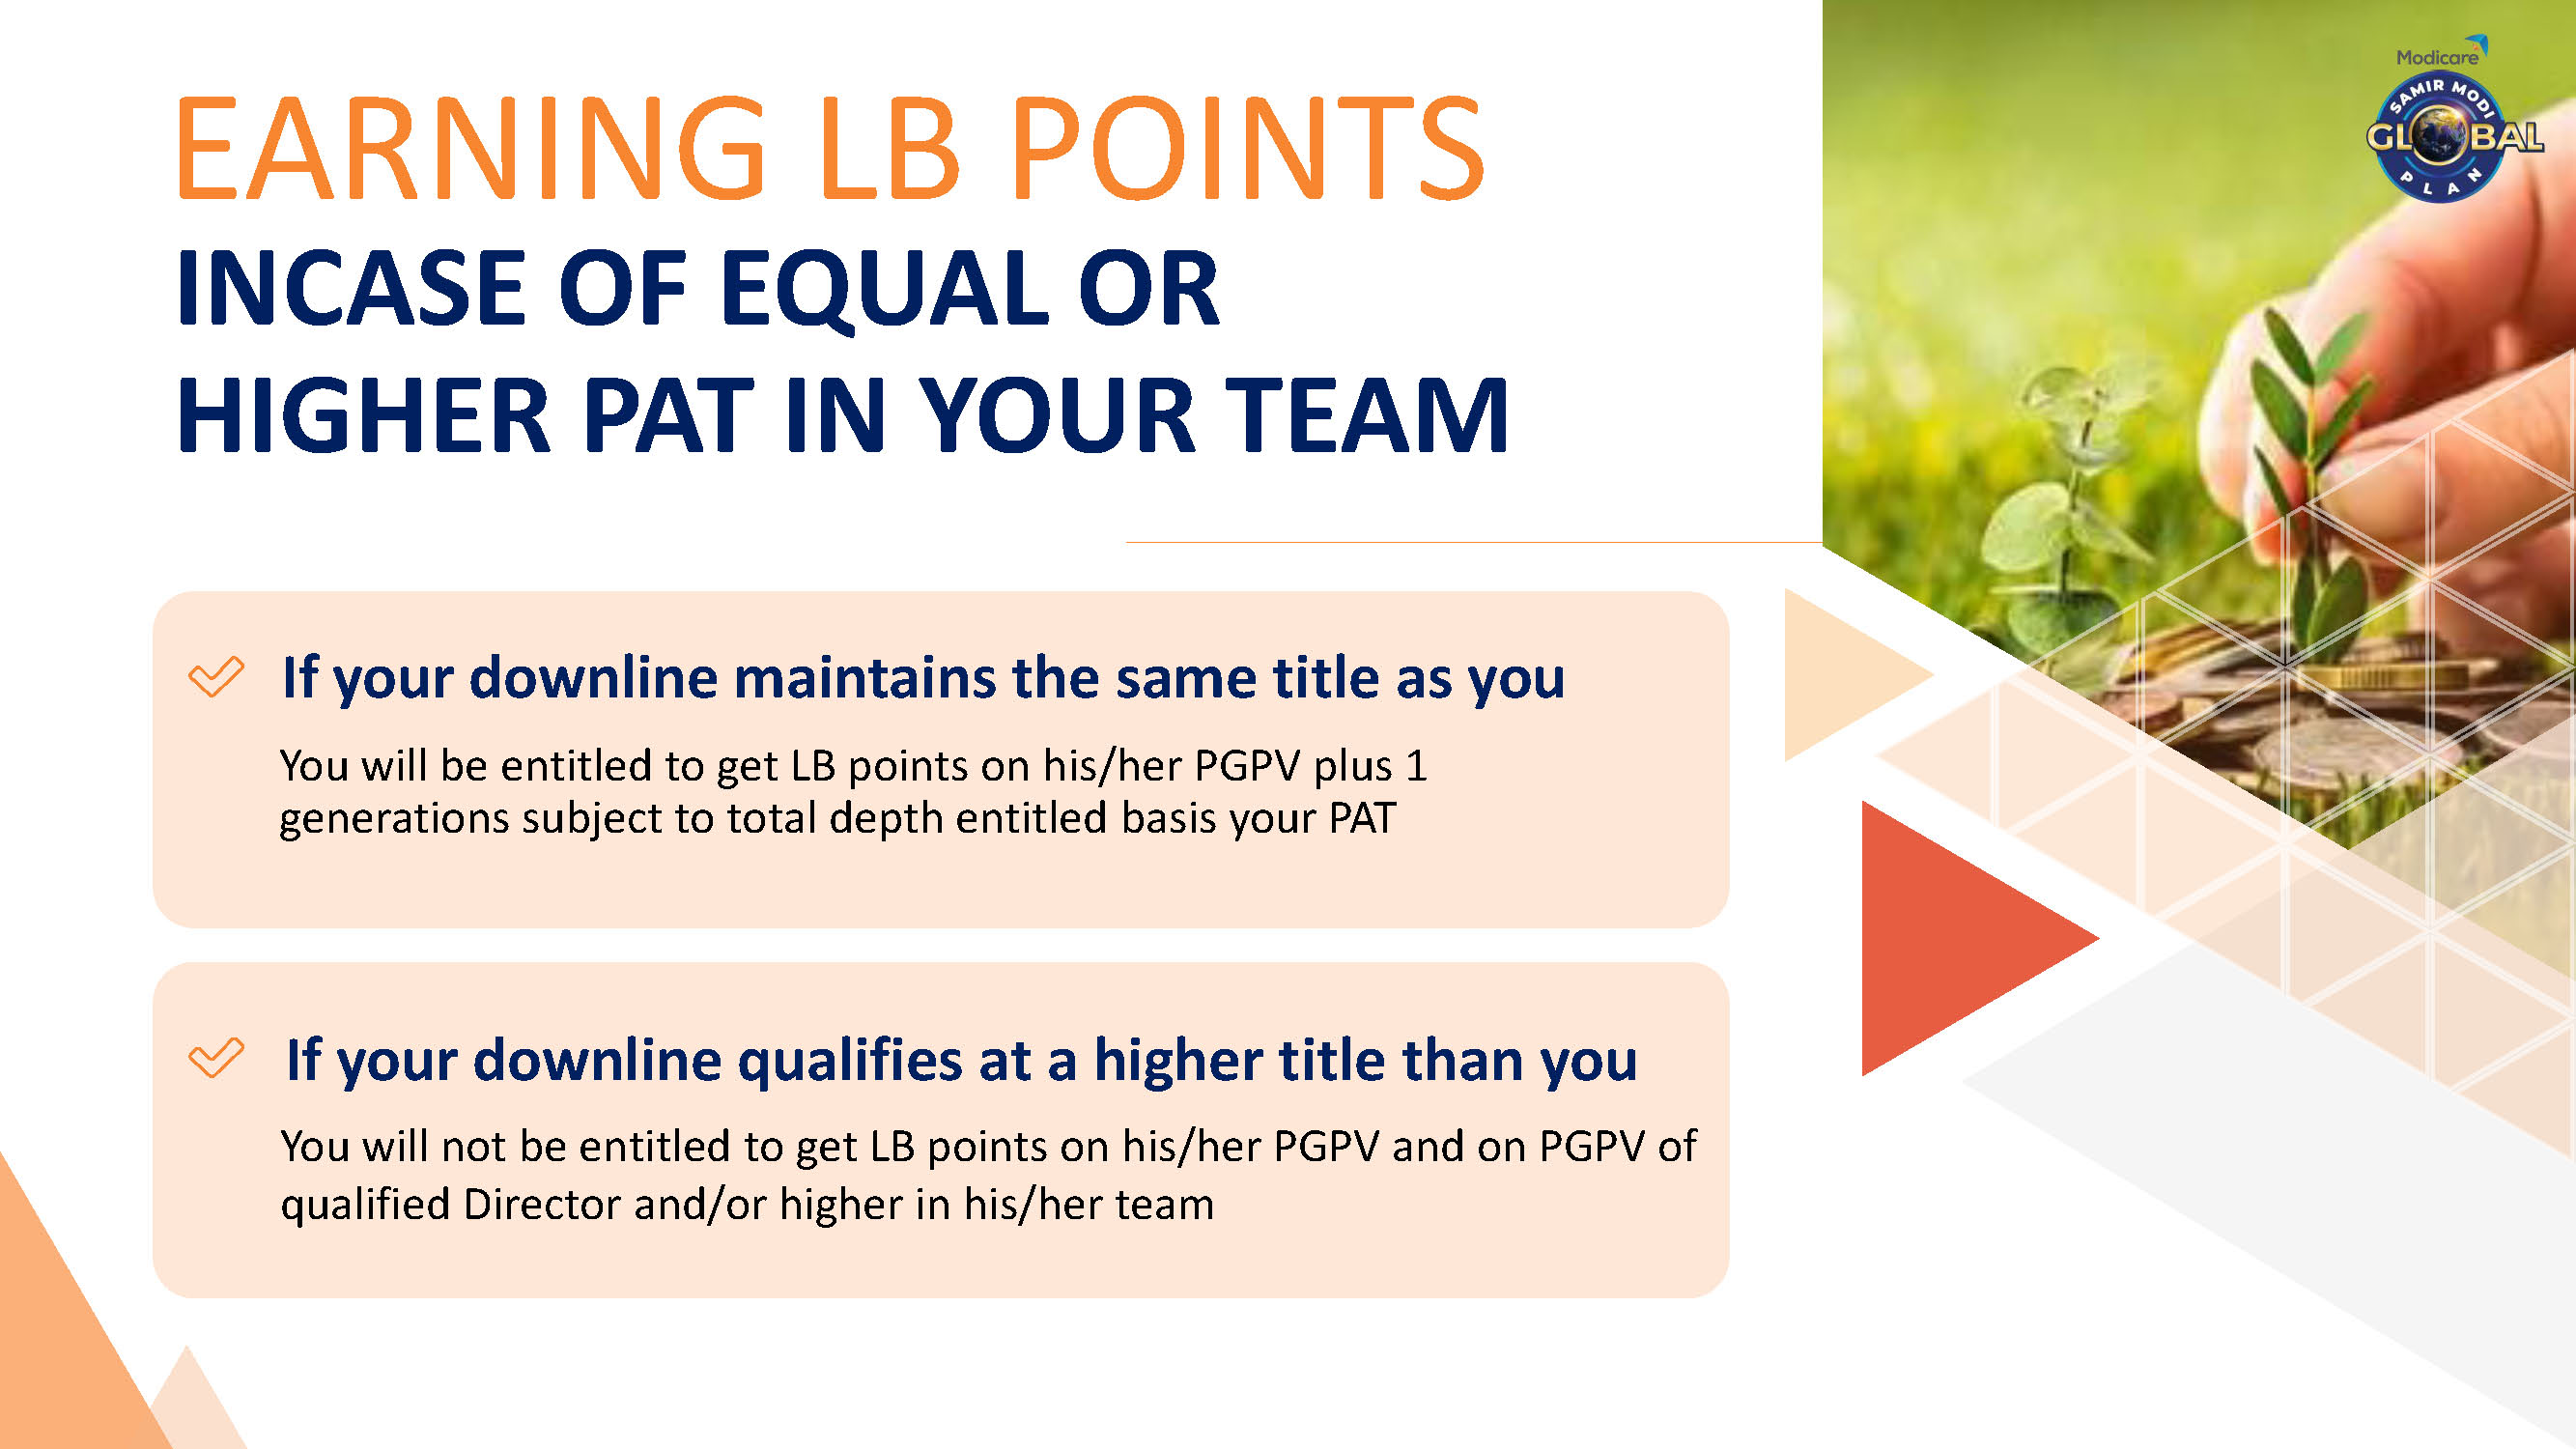 EARNING LB POINTS
INCASE OF EQUAL OR
HIGHER PAT IN YOUR TEAM
Modicare
SAMIR MODI
GLOBAL
PLAN
If your downline maintains the same title as you
You will be entitled to get LB points on his/her PGPV plus 1
generations subject to total depth entitled basis your PAT
If your downline qualifies at a higher title than you
You will not be entitled to get LB points on his/her PGPV and on PGPV of
qualified Director and/or higher in his/her team